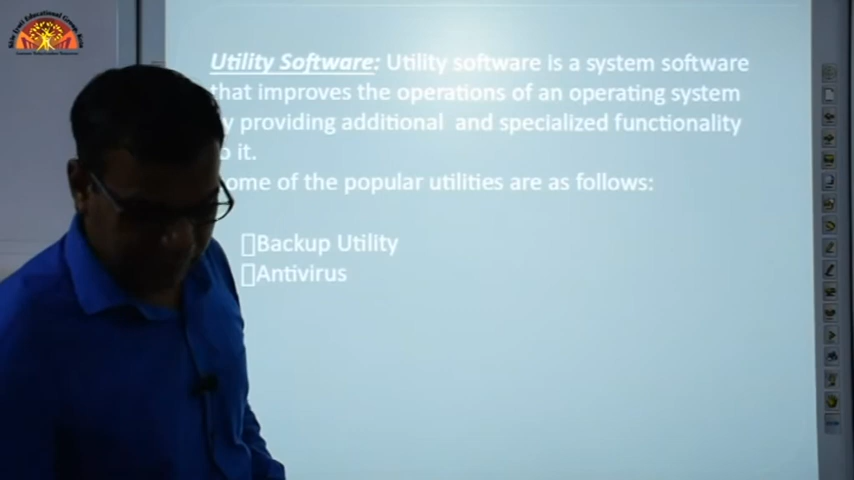 Utility Software: Utility software is a system software
that improves the operations of an operating system
y providing additional and specialized functionality
o it.
ome of the popular utilities are as follows:
Backup Utility
Antivirus